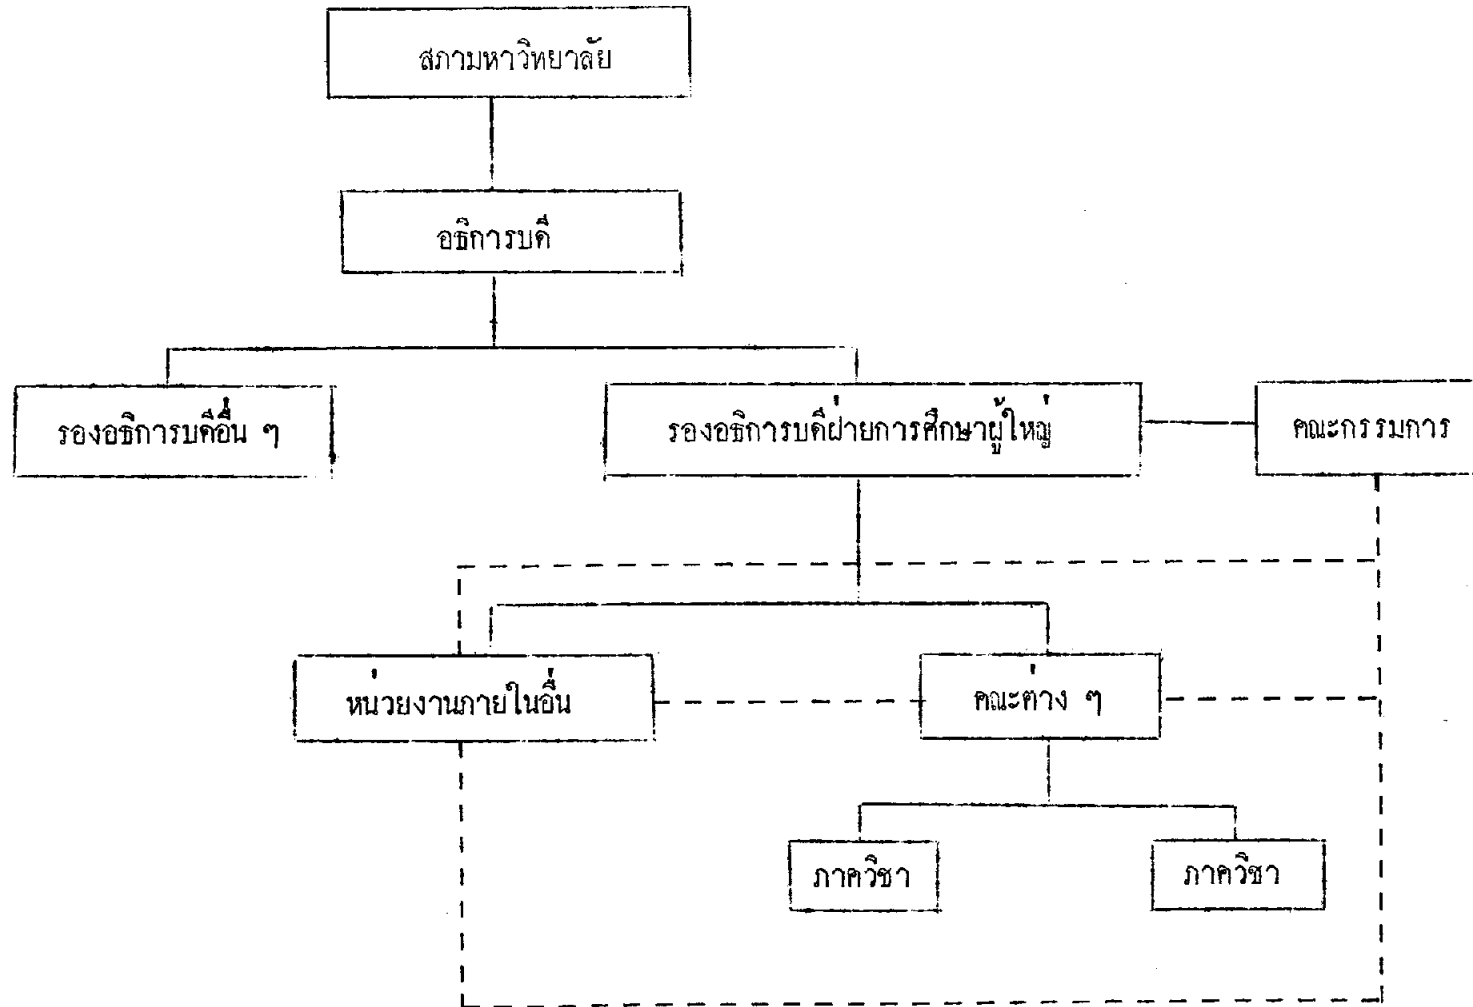 สภามหาวิทยาลัย
อธิการบดี
รองอธิการบดีอื่น ๆ
รองอธิการบดีฝ่ายการศึกษาผู้ใหญ่
คณะกรรมการ
หน่วยงานภายในอื่น
คณะต่าง ๆ
ภาควิชา
ภาควิชา